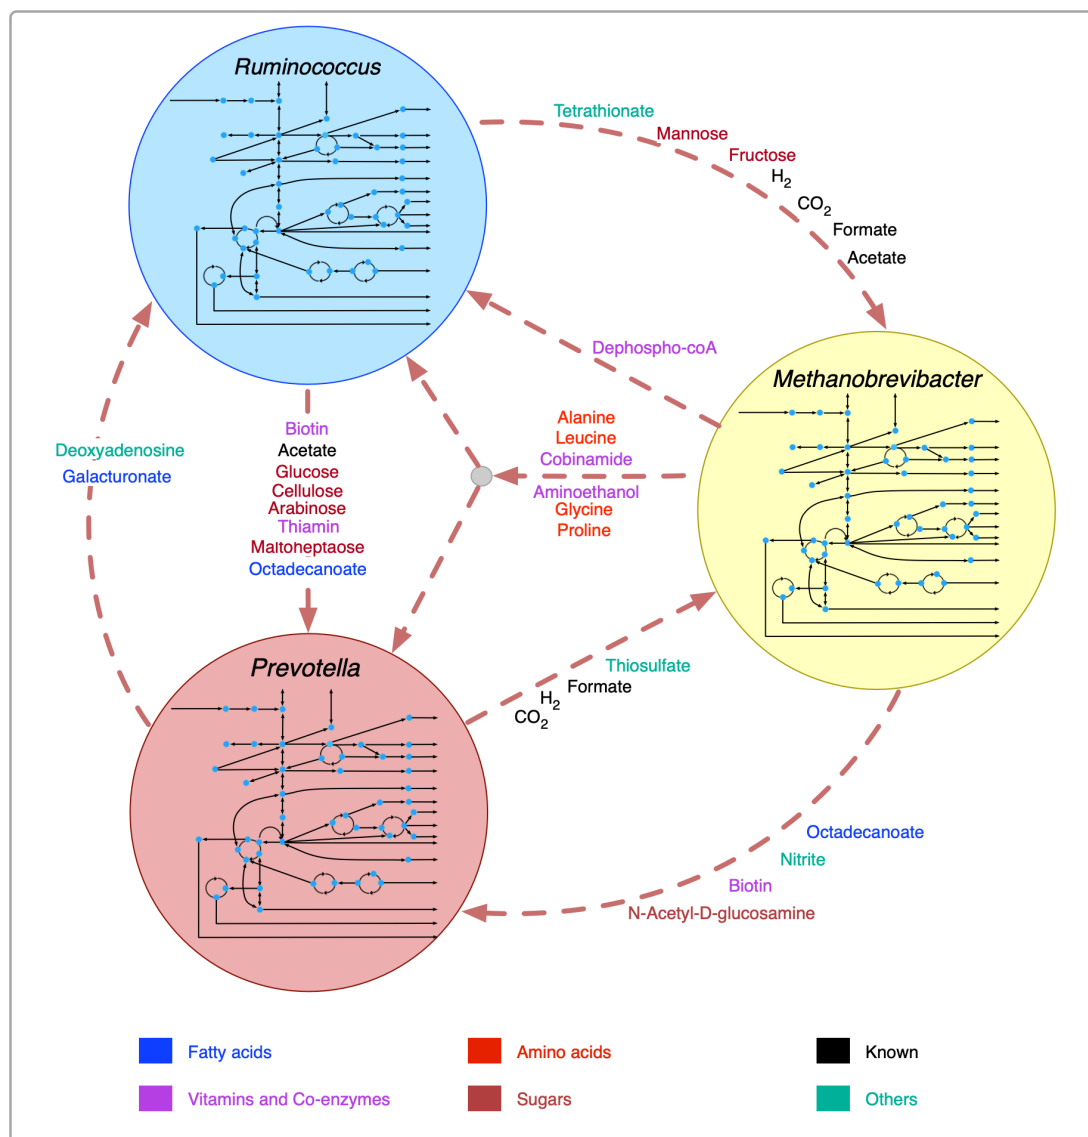 Ruminococcus
Tetrathionate
Mannose
Fructose
H2
CO2
Formate
Acetate
Dephospho-coA
Methanobrevibacter
Alanine
Leucine
Cobinamide
Aminoethanol
Glycine
Proline
Deoxyadenosine
Galacturonate
Biotin
Acetate
Glucose
Cellulose
Arabinose
Thiamin
Maltoheptaose
Octadecanoate
Prevotella
Thiosulfate
Formate
H2
CO2
Octadecanoate
Nitrite
Biotin
N-Acetyl-D-glucosamine
Fatty acids
Amino acids
Known
Vitamins and Co-enzymes
Sugars
Others